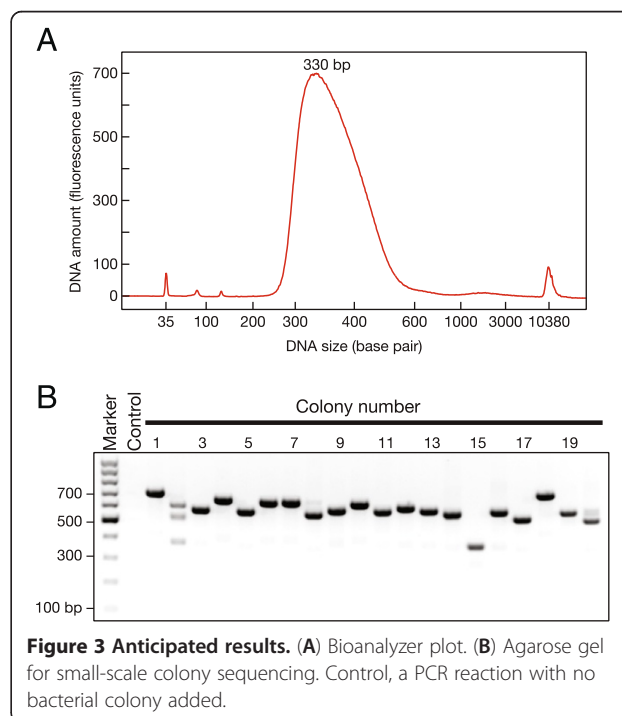 A
330 bp
DNA amount (fluorescence units)
700
500
300
100
0
35 100 200 300 400 600 1000 3000 10380
DNA size (base pair)
B
Marker
Control
Colony number
1 3 5 7 9 11 13 15 17 19
700
500
300
100 bp
Figure 3 Anticipated results. (A) Bioanalyzer plot. (B) Agarose gel
for small-scale colony sequencing. Control, a PCR reaction with no
bacterial colony added.